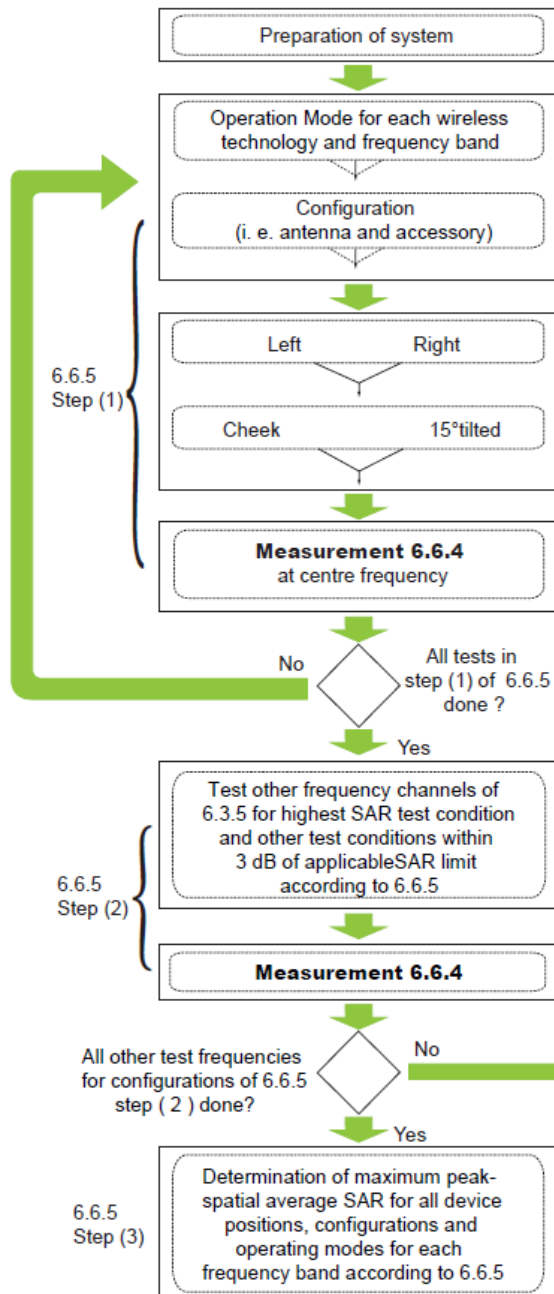 Preparation of system
Operation Mode for each wireless
technology and frequency band
Configuration
(i. e. antenna and accessory)
6.6.5
Step (1)
Left Right
Cheek 15°tilted
Measurement 6.6.4
at centre frequency
No
All tests in
step (1) of 6.6.5
done ?
Yes
Test other frequency channels of
6.3.5 for highest SAR test condition
and other test conditions within
3 dB of applicableSAR limit
according to 6.6.5
6.6.5
Step (2)
Measurement 6.6.4
All other test frequencies
for configurations of 6.6.5
step ( 2 ) done?
No
Yes
6.6.5
Step (3)
Determination of maximum peak-
spatial average SAR for all device
positions, configurations and
operating modes for each
frequency band according to 6.6.5